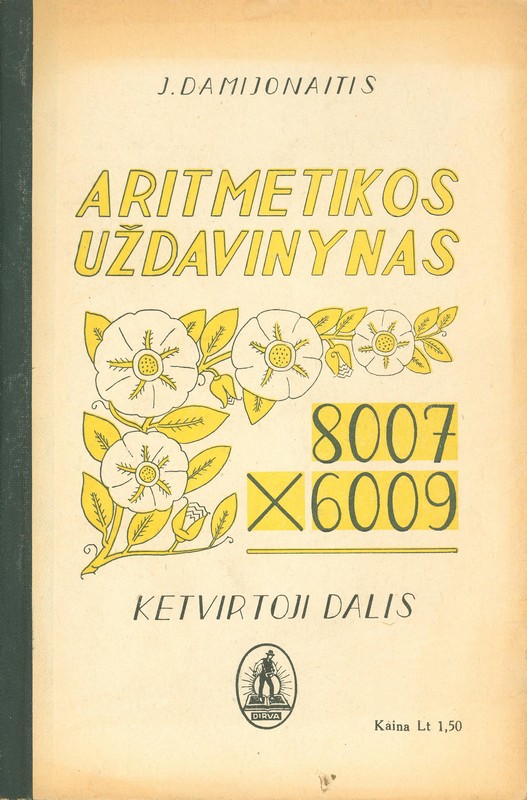 J. DAMIJONAITIS
ARITMETIKOS
UŽDAVINYNAS
8007
×6009
KETVIRTOJI DALIS
DIRVA
Kaina Lt 1,50